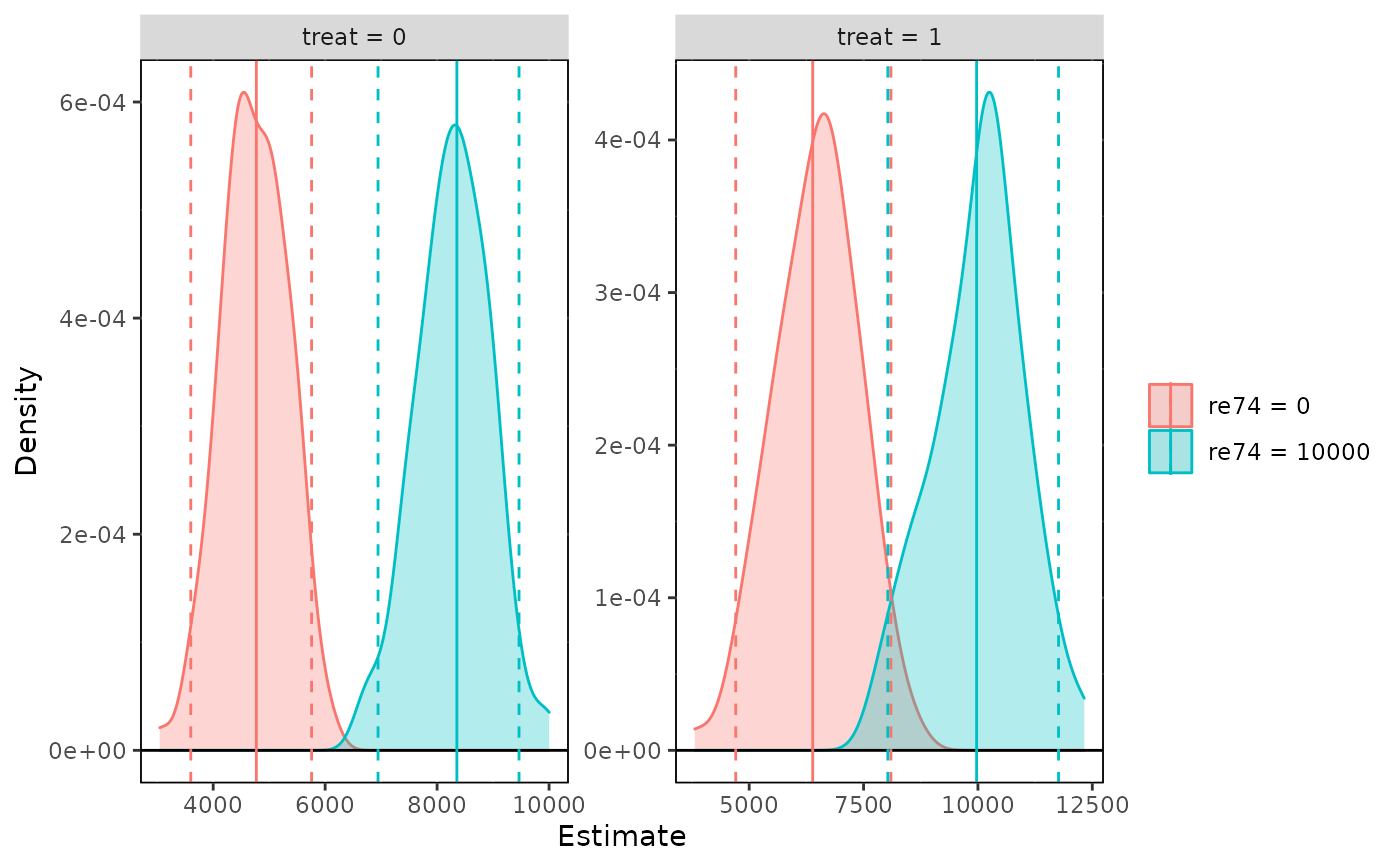 treat = 0
treat = 1
6e-04
4e-04
2e-04
0e+00
4e-04
3e-04
2e-04
1e-04
0e+00
Density
re74 = 0
re74 = 10000
4000 6000 8000 10000
5000 7500 10000 12500
Estimate